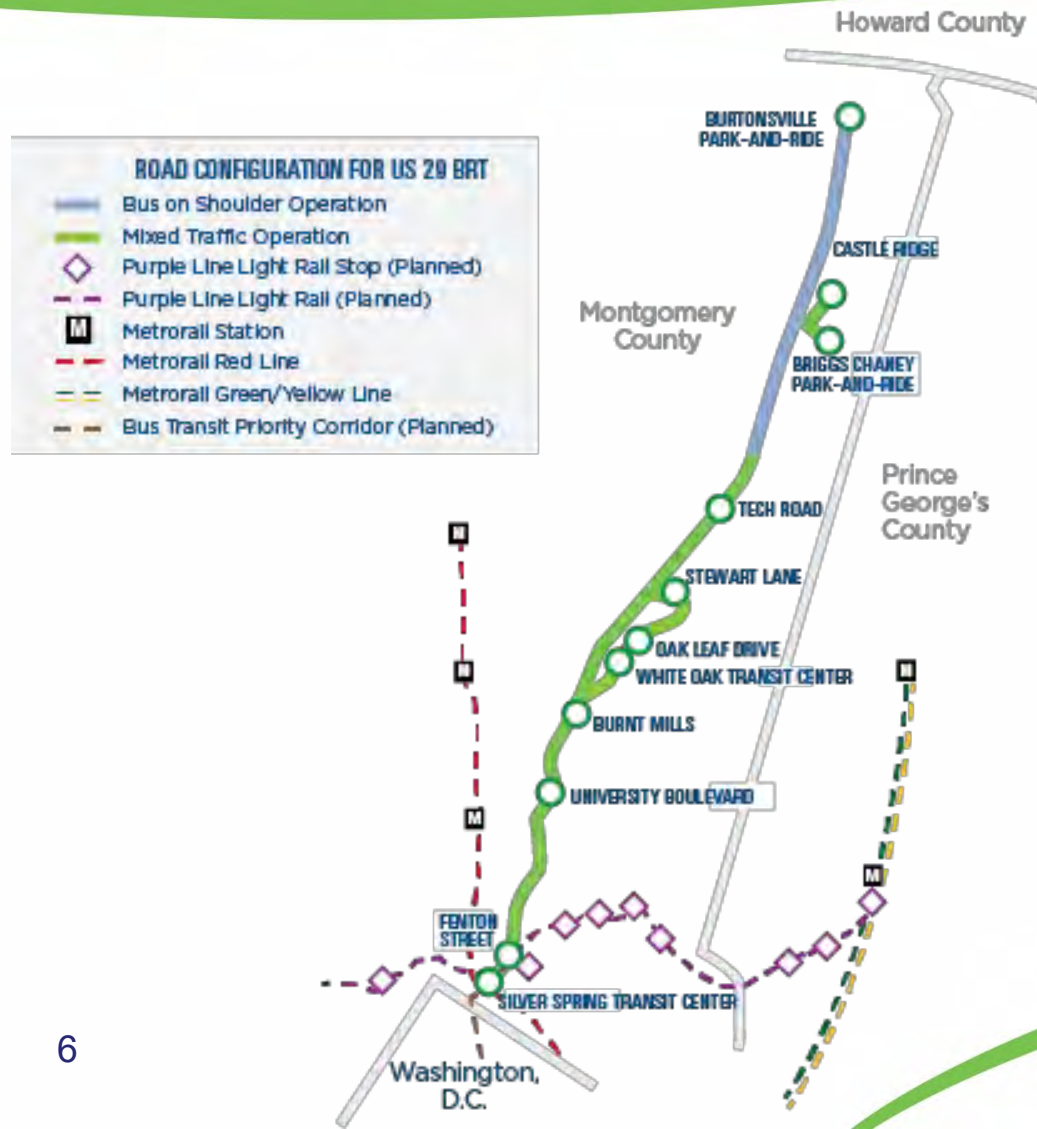 Howard County
BURTONSVILLE
PARK-AND-RIDE
ROAD CONFIGURATION FOR US 29 BRT
Bus on Shoulder Operation
Mixed Traffic Operation
Purple Line Light Rail Stop (Planned)
Purple Line Light Rail (Planned)
M Metrorail Station
Metrorail Red Line
Metrorail Green/Yellow Line
Bus Transit Priority Corridor (Planned)
CASTLE RIDGE
Montgomery
County
BRIGGS CHANEY
PARK-AND-RIDE
Prince
George's
County
TECH ROAD
M
STEWART LANE
OAK LEAF DRIVE
M
WHITE OAK TRANSIT CENTER
M
BURNT MILLS
UNIVERSITY BOULEVARD
M
M
FENTON
STREET
SILVER SPRING TRANSIT CENTER
6
Washington,
D.C.